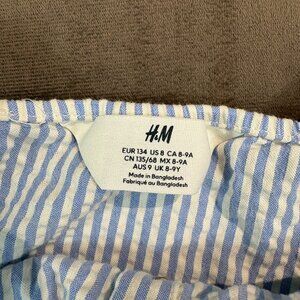 H&M
EUR 134 US 8 CA 8-9A
CN 135/68 MX 8-9A
AUS 9 UK 8-9Y
Made in Bangladesh
Fabriqué au Bangladesh